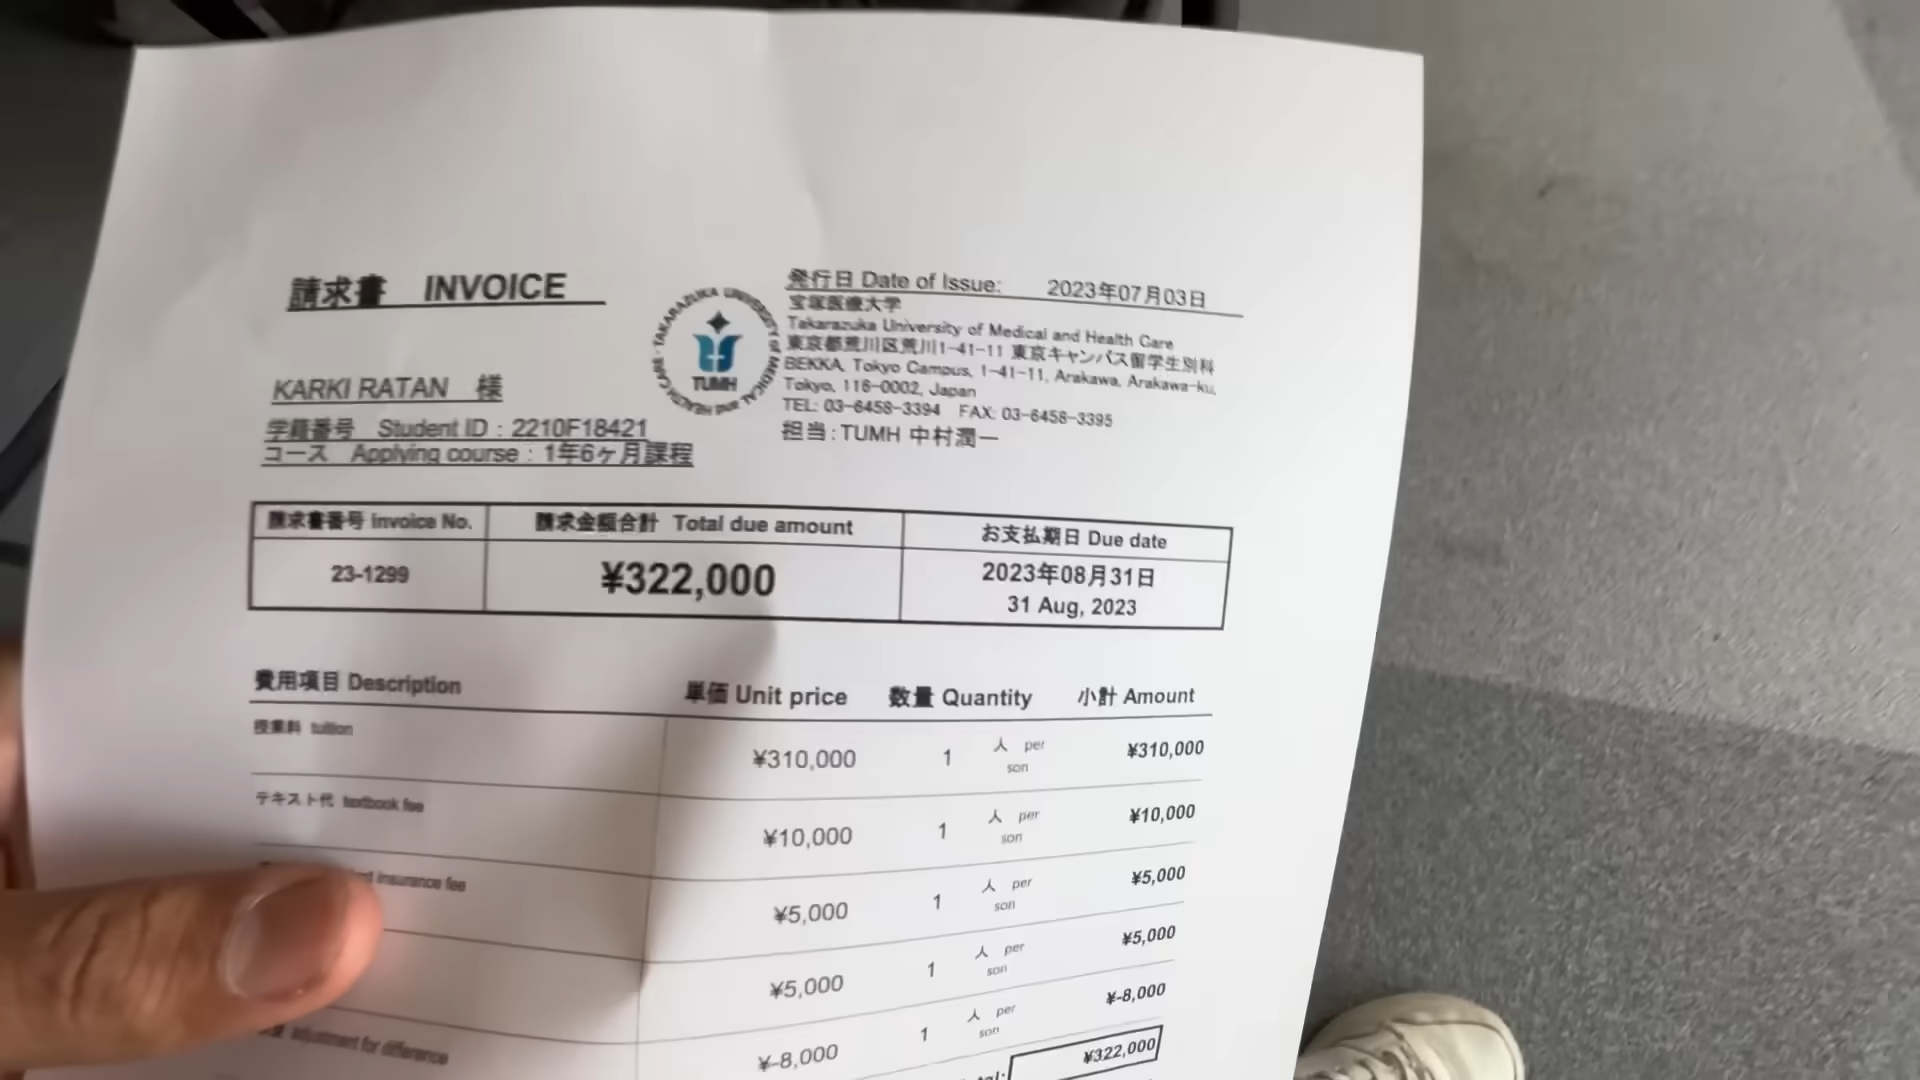 請求書 INVOICE
発行日 Date of Issue: 2023年07月03日
宝塚医療大学
Takarazuka University of Medical and Health Care
東京都荒川区荒川1-41-11 東京キャンパス留学生別科
BEKKA, Tokyo Campus, 1-41-11, Arakawa, Arakawa-ku,
Tokyo, 116-0002, Japan
TEL: 03-6458-3394 FAX: 03-6458-3395
担当:TUMH 中村潤一
TAKARAZUKA UNIVERSITY of MEDICAL and HEALTH CARE
TUMH
KARKI RATAN 様
学籍番号 Student ID : 2210F18421
コース Applying course : 1年6ヶ月課程
請求書番号 Invoice No. 請求金額合計 Total due amount お支払期日 Due date
23-1299 ¥322,000 2023年08月31日
31 Aug, 2023
費用項目 Description 単価 Unit price 数量 Quantity 小計 Amount
授業料 tuition ¥310,000 1 人 per son ¥310,000
テキスト代 textbook fee ¥10,000 1 人 per son ¥10,000
insurance fee ¥5,000 1 人 per son ¥5,000
¥5,000 1 人 per son ¥5,000
adjustment for difference ¥-8,000 1 人 per son ¥-8,000
¥322,000